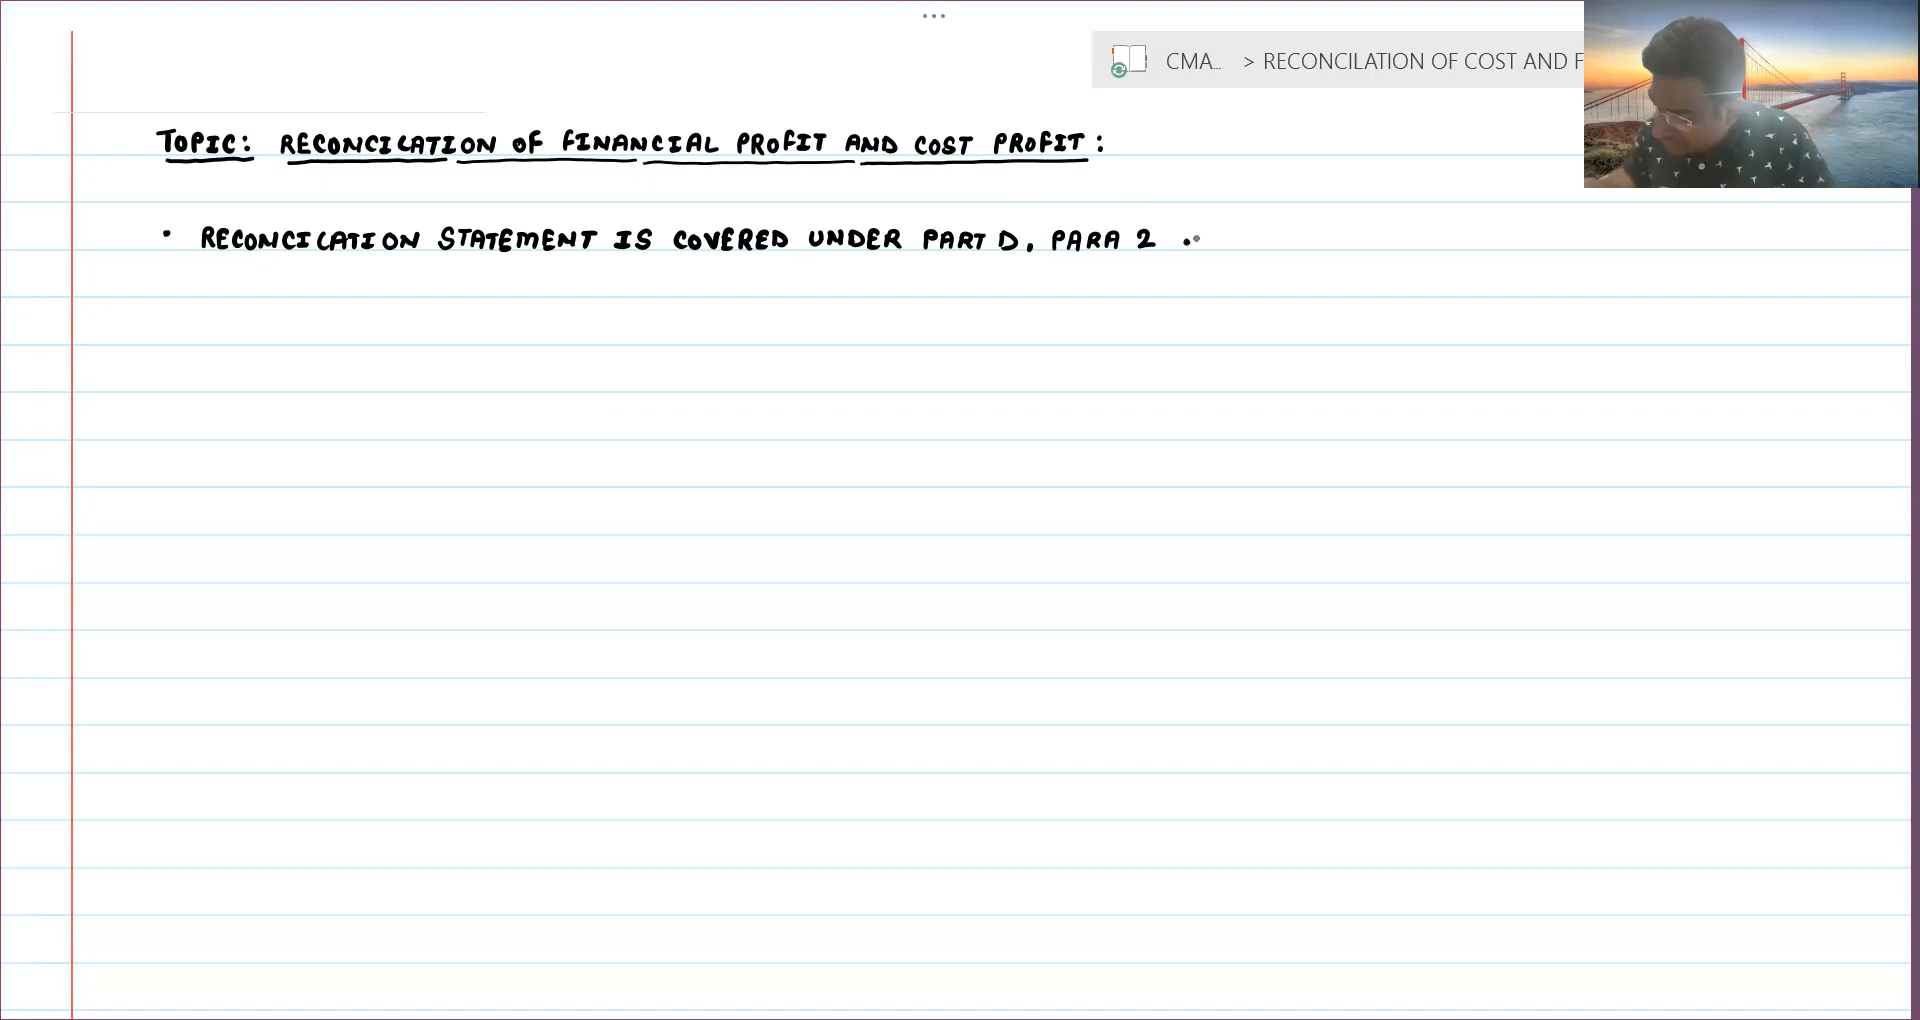 CMA... > RECONCILATION OF COST AND F
TOPIC: RECONCILATION OF FINANCIAL PROFIT AND COST PROFIT:
• RECONCILATION STATEMENT IS COVERED UNDER PART D, PARA 2 .